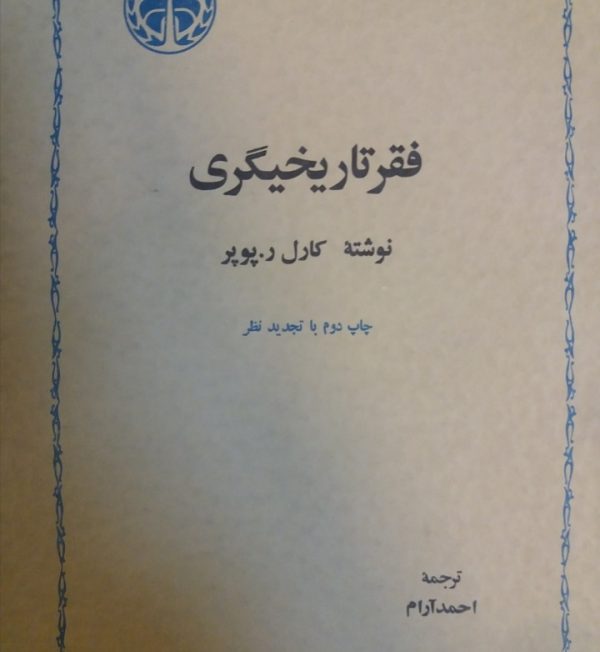 فقر تاریخیگری
نوشتهٔ کارل ر. پوپر
چاپ دوم با تجدید نظر
ترجمهٔ
احمد آرام